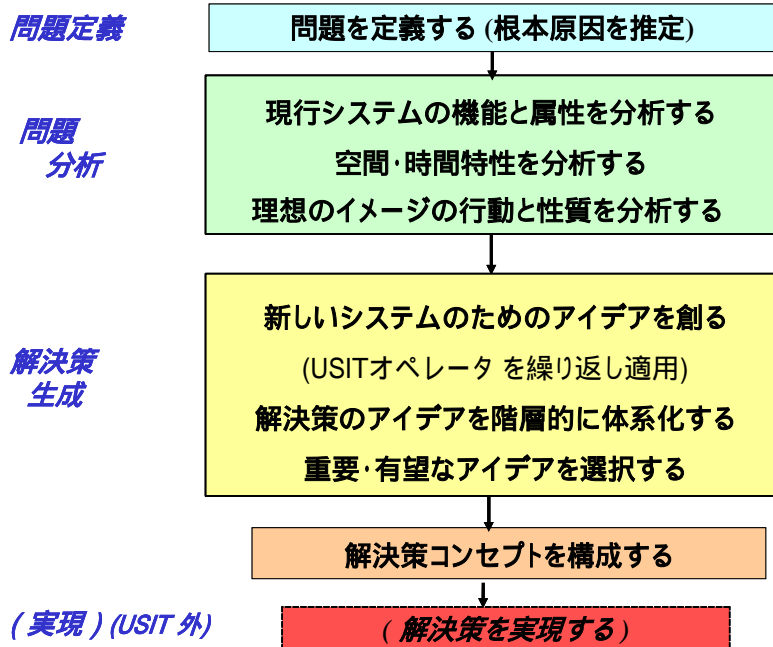 問題定義
問題を定義する (根本原因を推定)
問題
分析
現行システムの機能と属性を分析する
空間・時間特性を分析する
理想のイメージの行動と性質を分析する
解決策
生成
新しいシステムのためのアイデアを創る
(USITオペレータ を繰り返し適用)
解決策のアイデアを階層的に体系化する
重要・有望なアイデアを選択する
解決策コンセプトを構成する
( 実現 ) (USIT 外)
( 解決策を実現する )